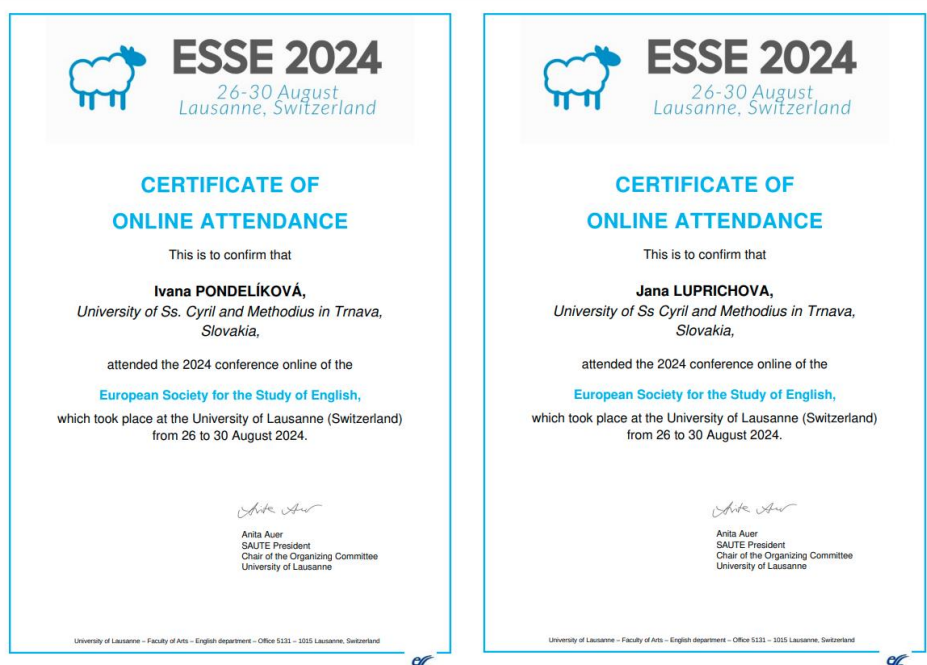 ESSE 2024
26-30 August
Lausanne, Switzerland
CERTIFICATE OF
ONLINE ATTENDANCE
This is to confirm that
Ivana PONDELÍKOVÁ,
University of Ss. Cyril and Methodius in Trnava,
Slovakia,
attended the 2024 conference online of the
European Society for the Study of English,
which took place at the University of Lausanne (Switzerland)
from 26 to 30 August 2024.
Anita Auer
Anita Auer
SAUTE President
Chair of the Organizing Committee
University of Lausanne
University of Lausanne – Faculty of Arts – English department – Office 5131 – 1015 Lausanne, Switzerland
ESSE 2024
26-30 August
Lausanne, Switzerland
CERTIFICATE OF
ONLINE ATTENDANCE
This is to confirm that
Jana LUPRICHOVA,
University of Ss Cyril and Methodius in Trnava,
Slovakia,
attended the 2024 conference online of the
European Society for the Study of English,
which took place at the University of Lausanne (Switzerland)
from 26 to 30 August 2024.
Anita Auer
Anita Auer
SAUTE President
Chair of the Organizing Committee
University of Lausanne
University of Lausanne – Faculty of Arts – English department – Office 5131 – 1015 Lausanne, Switzerland